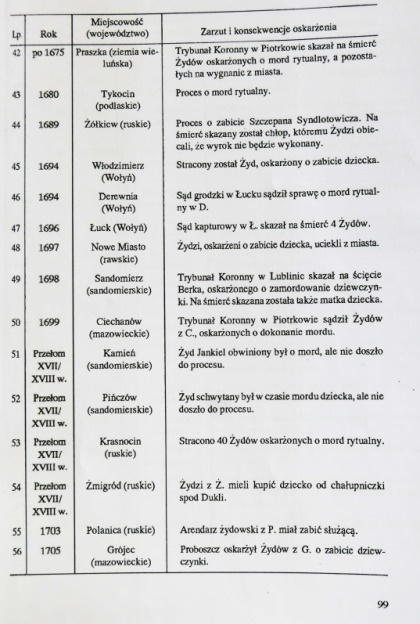 Lp. Rok Miejscowość (województwo) Zarzut i konsekwencje oskarżenia
42 po 1675 Praszka (ziemia wie- Trybunał Koronny w Piotrkowie skazał na śmierć
luńska) Żydów oskarżonych o mord rytualny, a pozosta-
łych na wygnanie z miasta.
43 1680 Tykocin Proces o mord rytualny.
(podlaskie)
44 1689 Żółkiew (ruskie) Proces o zabicie Szczepana Syndlotowicza. Na
śmierć skazany został chłop, któremu Żydzi obie-
cali, że wyrok nie będzie wykonany.
45 1694 Włodzimierz Stracony został Żyd, oskarżony o zabicie dziecka.
(Wołyń)
46 1694 Derewnia Sąd grodzki w Łucku sądził sprawę o mord rytual-
(Wołyń) ny w D.
47 1696 Łuck (Wołyń) Sąd kapturowy w Ł. skazał na śmierć 4 Żydów.
48 1697 Nowe Miasto Żydzi, oskarżeni o zabicie dziecka, uciekli z miasta.
(rawskie)
49 1698 Sandomierz Trybunał Koronny w Lublinie skazał na ścięcie
(sandomierskie) Berka, oskarżonego o zamordowanie dziewczyn-
ki. Na śmierć skazana została także matka dziecka.
50 1699 Ciechanów Trybunał Koronny w Piotrkowie sądził Żydów
(mazowieckie) z C., oskarżonych o dokonanie mordu.
51 Przełom Kamień Żyd Jankiel obwiniony był o mord, ale nie doszło
XVII/ (sandomierskie) do procesu.
XVIII w.
52 Przełom Pińczów Żyd schwytany był w czasie mordu dziecka, ale nie
XVII/ (sandomierskie) doszło do procesu.
XVIII w.
53 Przełom Krasnocin Stracono 40 Żydów oskarżonych o mord rytualny.
XVII/ (ruskie)
XVIII w.
54 Przełom Żmigród (ruskie) Żydzi z Ż. mieli kupić dziecko od chałupniczki
XVII/ spod Dukli.
XVIII w.
55 1703 Polanica (ruskie) Arendarz żydowski z P. miał zabić służącą.
56 1705 Grójec Proboszcz oskarżył Żydów z G. o zabicie dziew-
(mazowieckie) czynki.
99